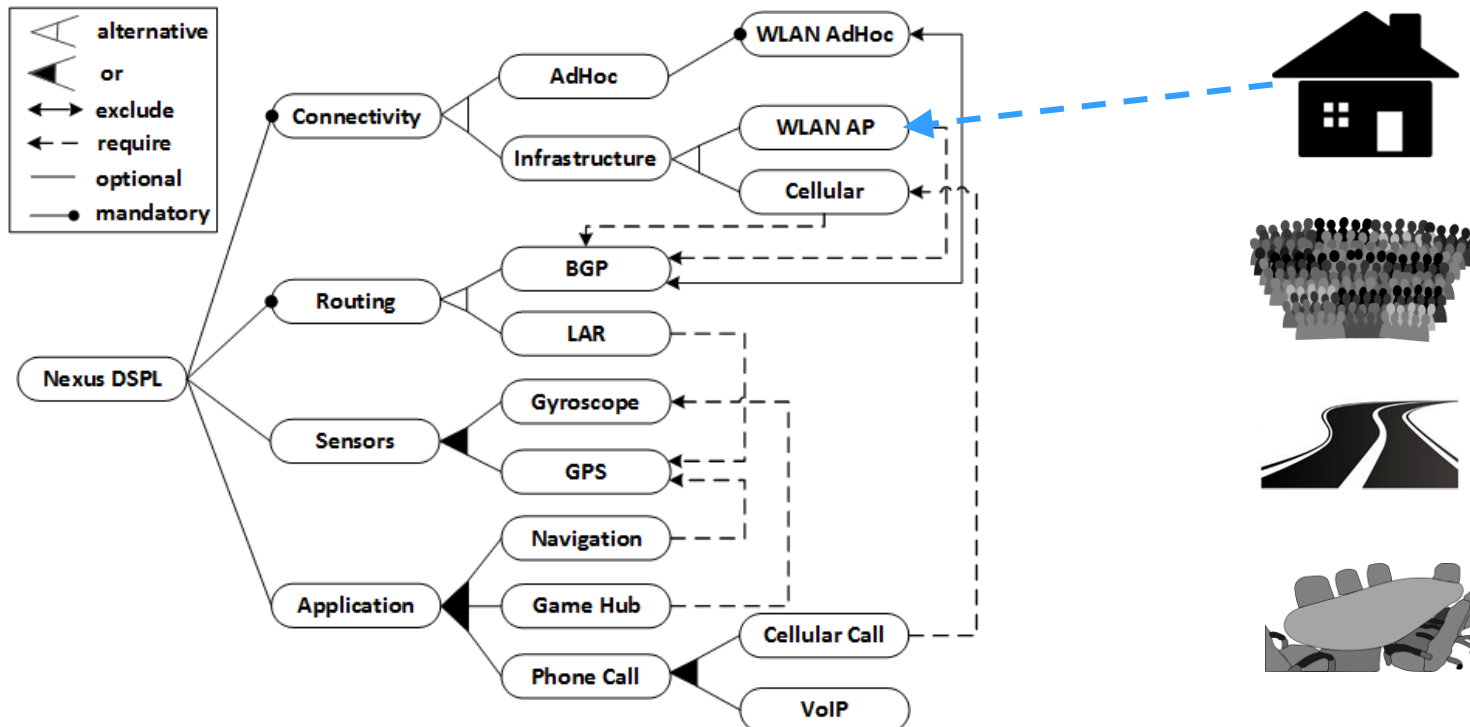 alternative
or
exclude
require
optional
mandatory
Nexus DSPL
Connectivity
AdHoc
WLAN AdHoc
Infrastructure
WLAN AP
Cellular
Routing
BGP
LAR
Sensors
Gyroscope
GPS
Application
Navigation
Game Hub
Phone Call
Cellular Call
VoIP